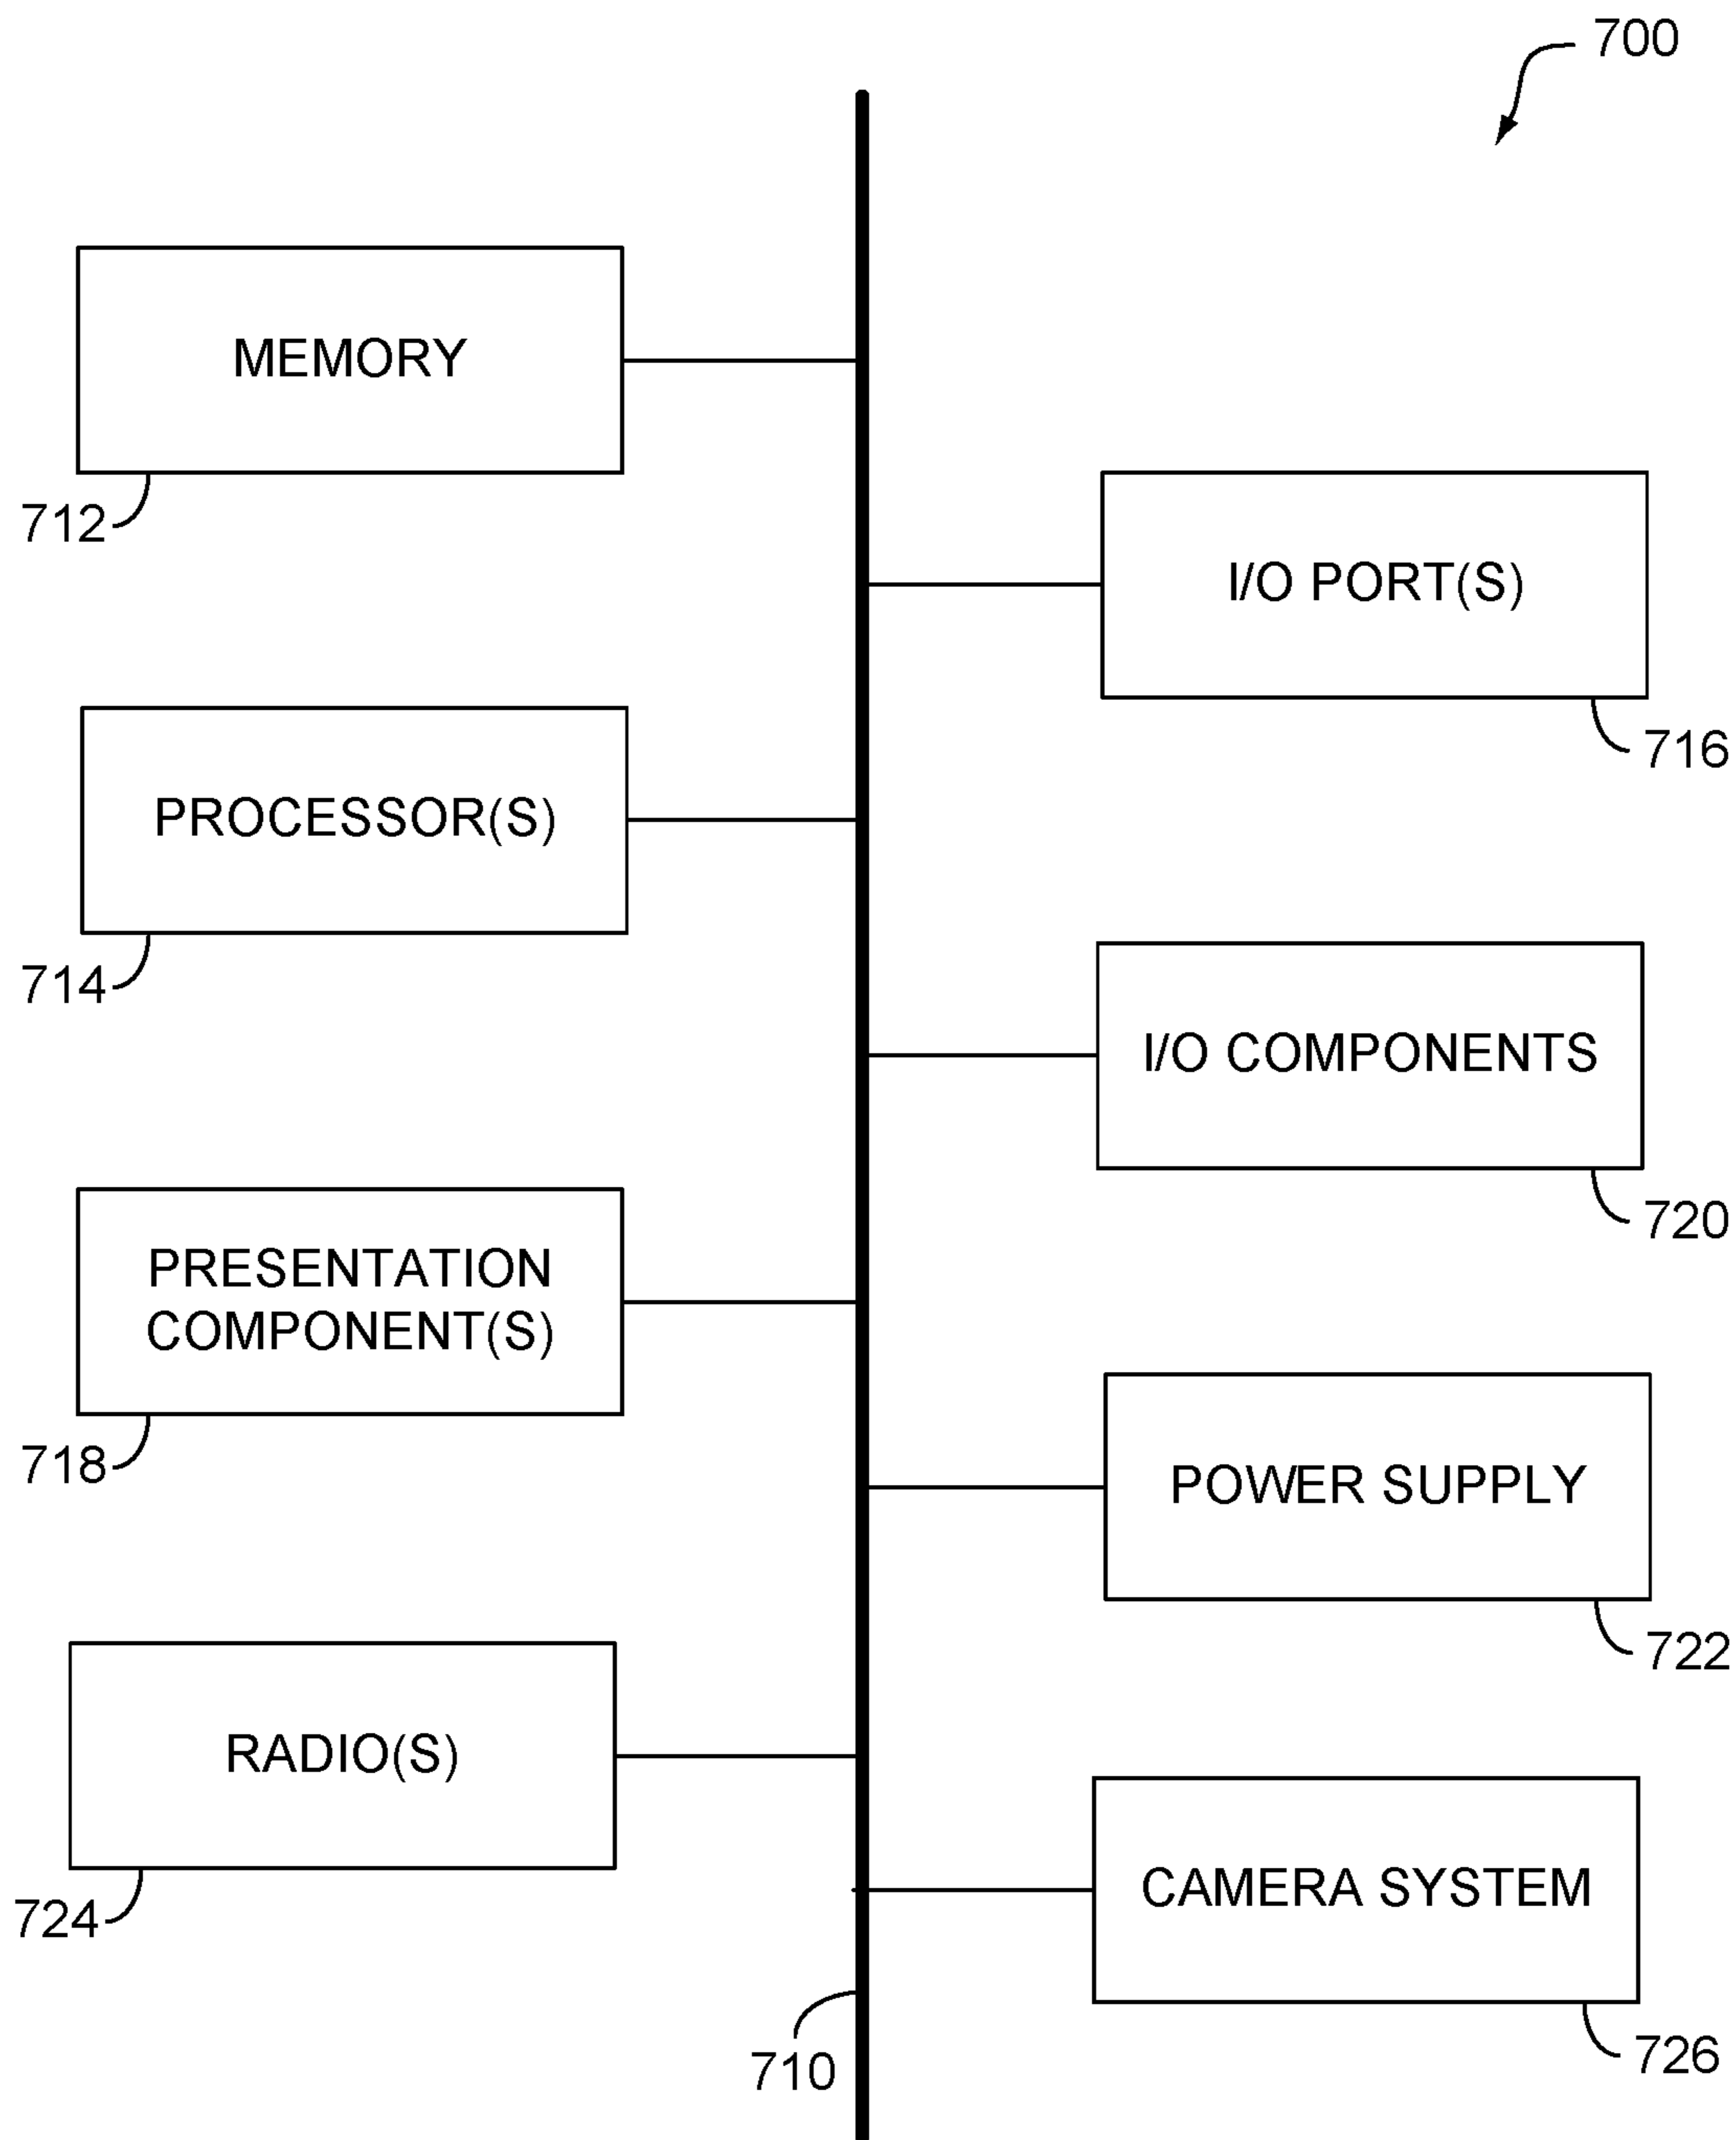 700
MEMORY
712
I/O PORT(S)
716
PROCESSOR(S)
714
I/O COMPONENTS
720
PRESENTATION
COMPONENT(S)
718
POWER SUPPLY
722
RADIO(S)
724
CAMERA SYSTEM
726
710